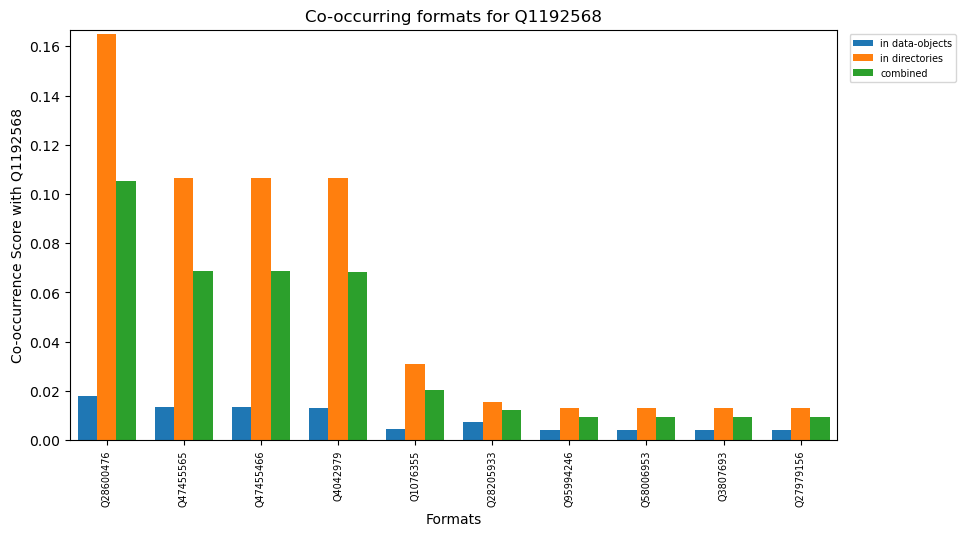 Co-occurring formats for Q1192568
in data-objects
in directories
combined
Co-occurrence Score with Q1192568
0.16
0.14
0.12
0.10
0.08
0.06
0.04
0.02
0.00
Q28600476
Q47455565
Q47455466
Q4042979
Q1076355
Q28205933
Q95994246
Q58006953
Q3807693
Q27979156
Formats